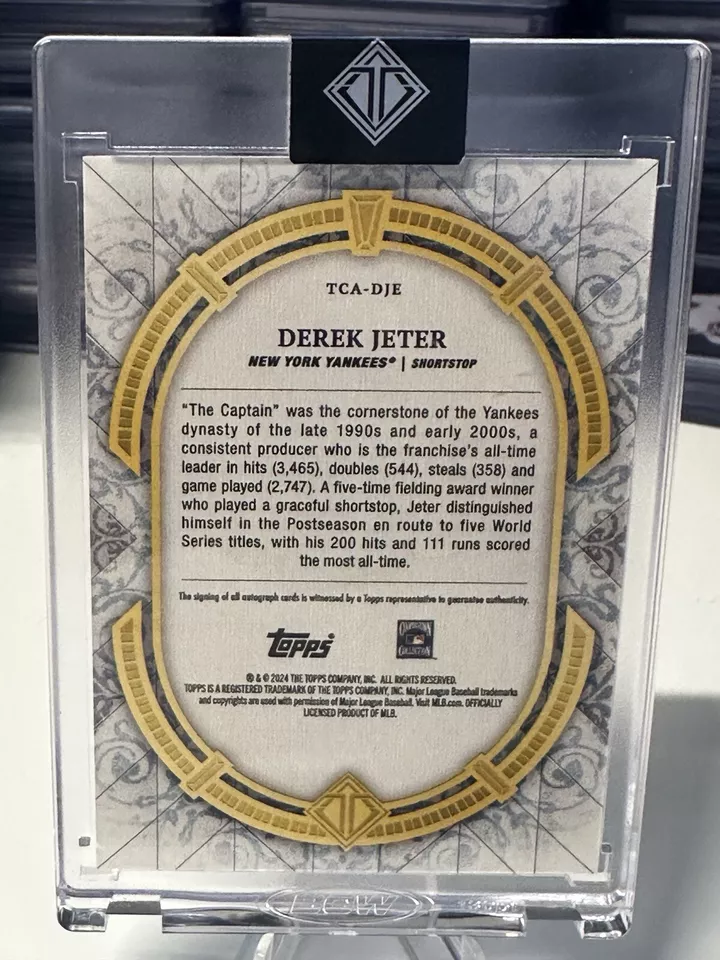 TCA-DJE
DEREK JETER
NEW YORK YANKEES® | SHORTSTOP
"The Captain" was the cornerstone of the Yankees
dynasty of the late 1990s and early 2000s, a
consistent producer who is the franchise's all-time
leader in hits (3,465), doubles (544), steals (358) and
game played (2,747). A five-time fielding award winner
who played a graceful shortstop, Jeter distinguished
himself in the Postseason en route to five World
Series titles, with his 200 hits and 111 runs scored
the most all-time.
The signing of all autograph cards is witnessed by a Topps representative to guarantee authenticity.
Topps
COOPERSTOWN
COLLECTION
® & © 2024 THE TOPPS COMPANY, INC. ALL RIGHTS RESERVED.
TOPPS IS A REGISTERED TRADEMARK OF THE TOPPS COMPANY, INC. Major League Baseball trademarks
and copyrights are used with permission of Major League Baseball. Visit MLB.com. OFFICIALLY
LICENSED PRODUCT OF MLB.
BCW